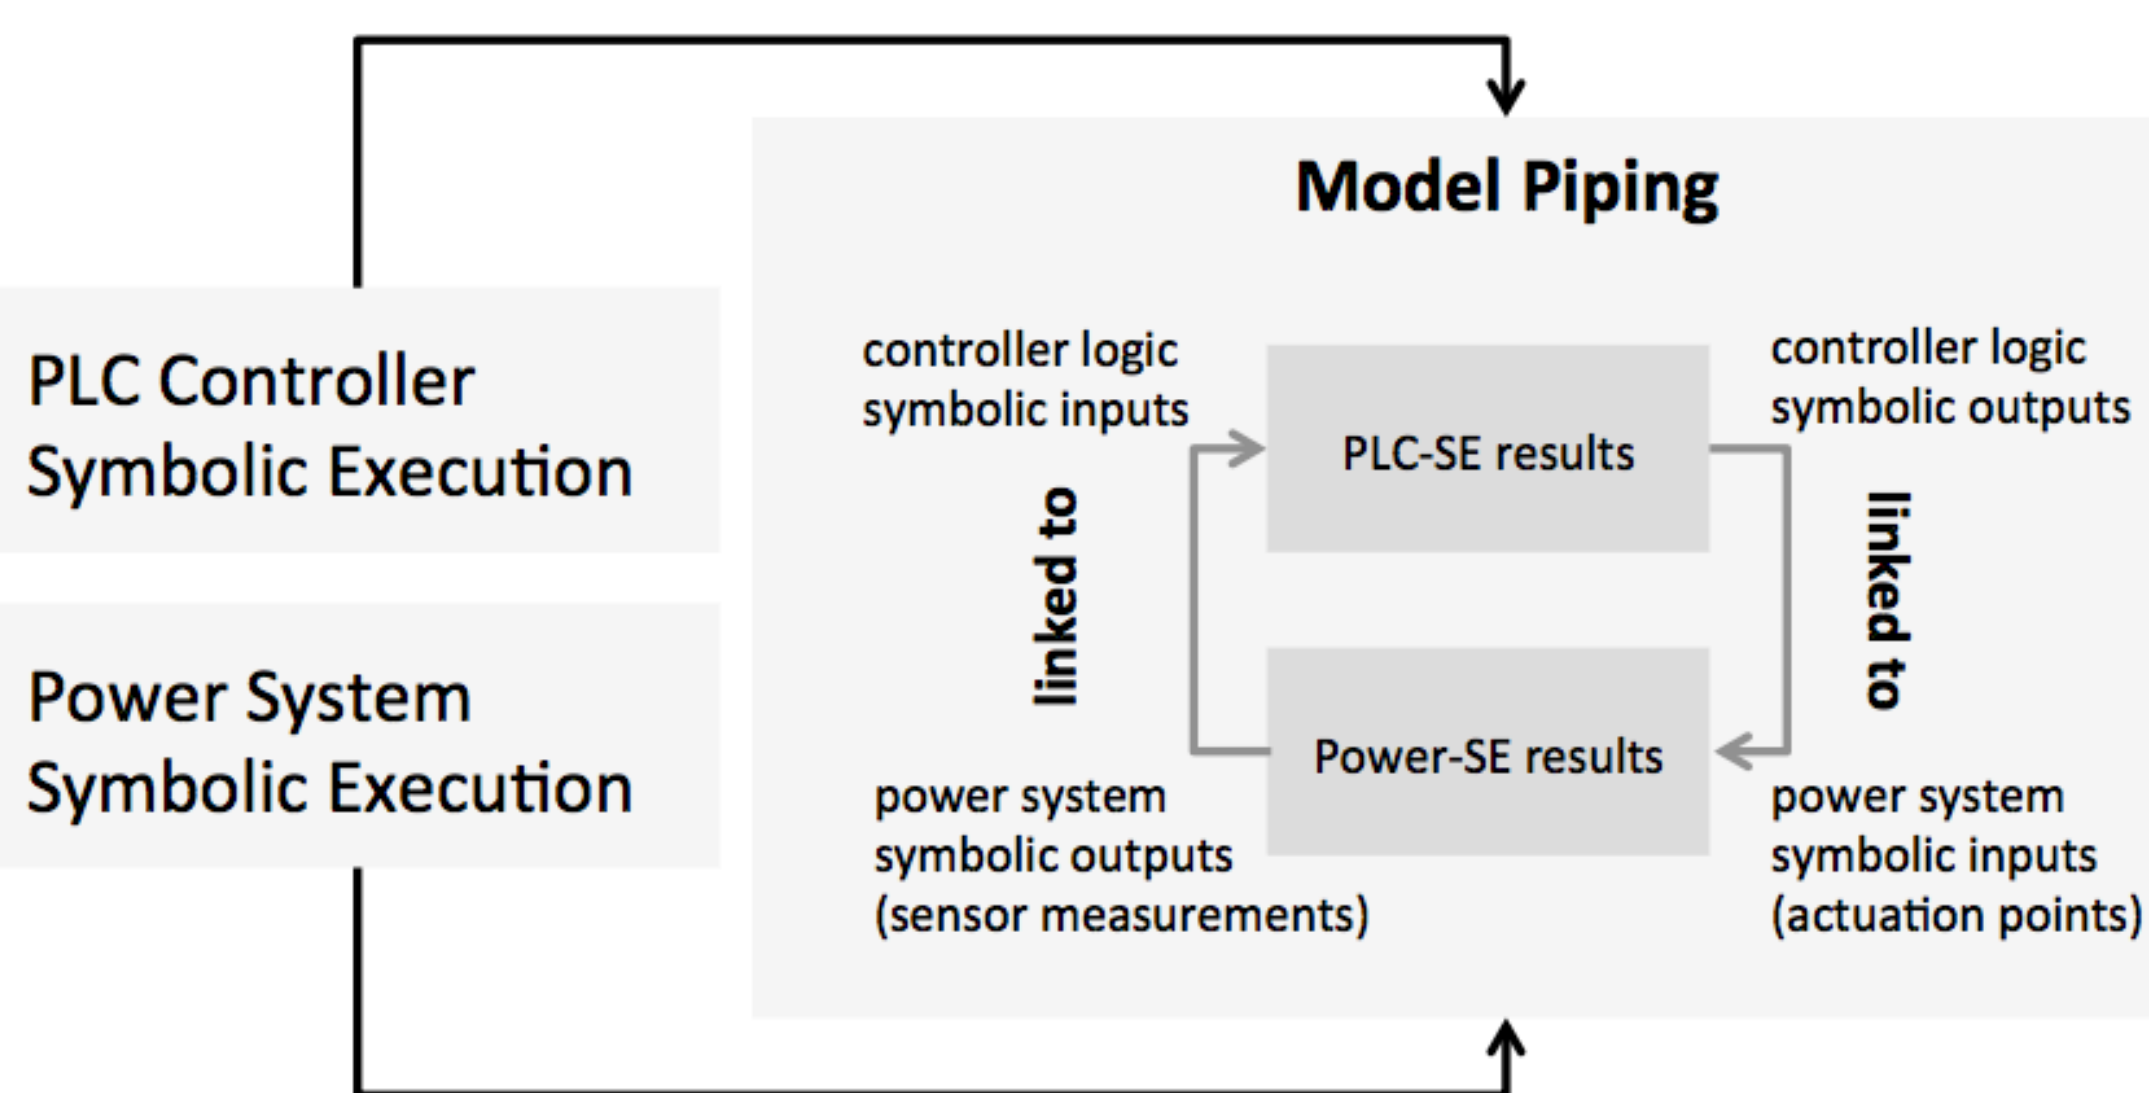 Model Piping
PLC Controller
Symbolic Execution
Power System
Symbolic Execution
controller logic
symbolic inputs
PLC-SE results
controller logic
symbolic outputs
linked to
linked to
Power-SE results
power system
symbolic outputs
(sensor measurements)
power system
symbolic inputs
(actuation points)